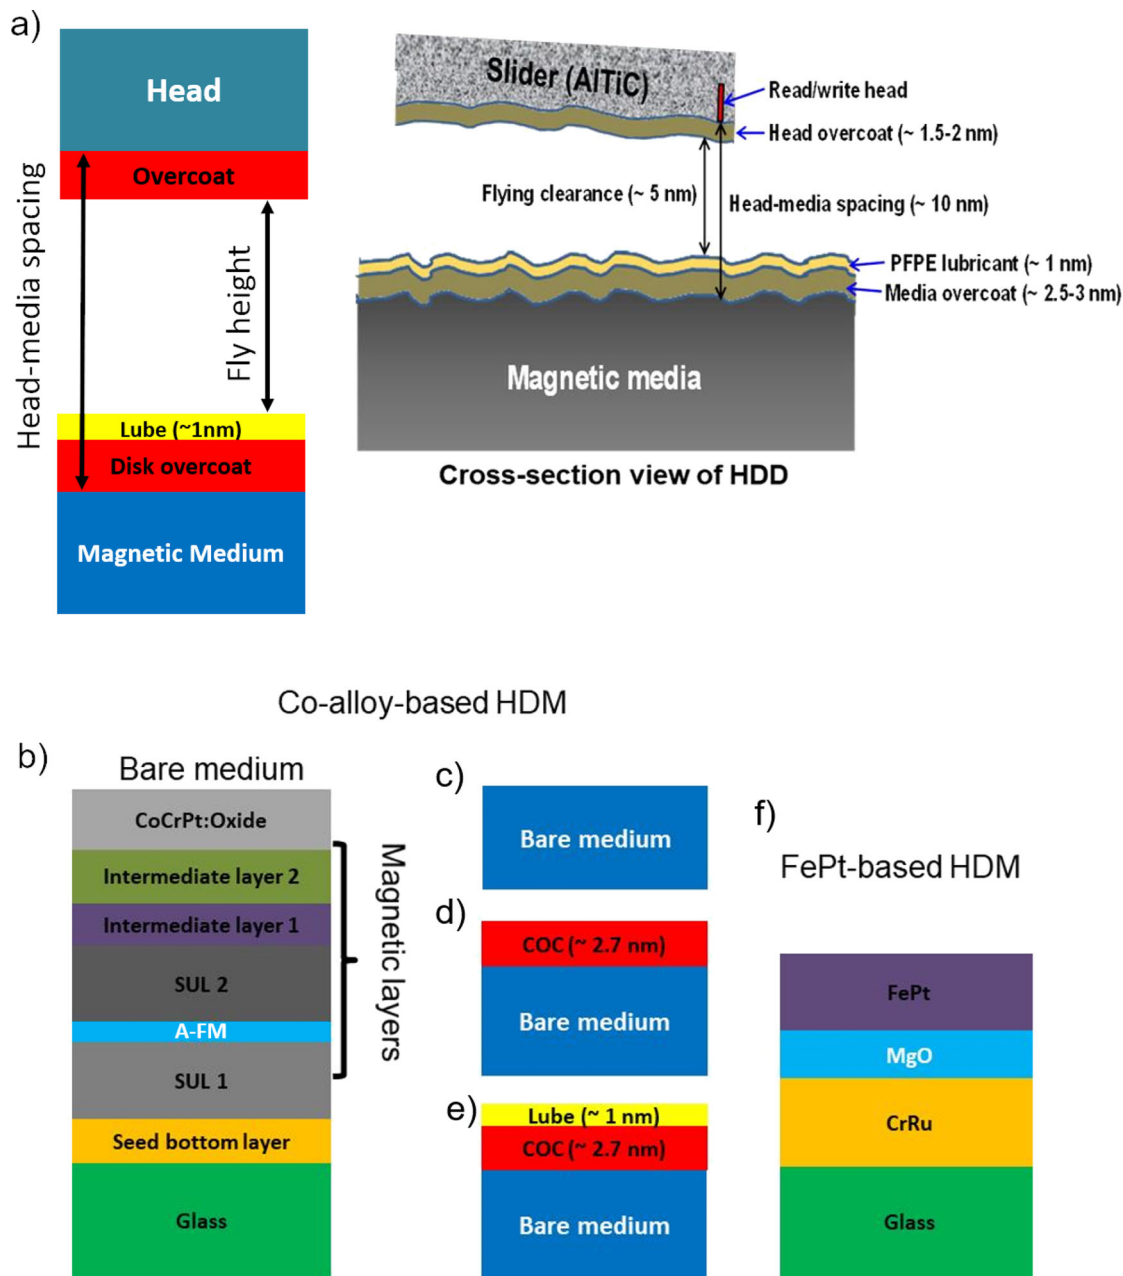 a)
Head
Overcoat
Head-media spacing
Fly height
Lube (~1nm)
Disk overcoat
Magnetic Medium
Slider (AlTiC)
Read/write head
Head overcoat (~ 1.5-2 nm)
Flying clearance (~ 5 nm)
Head-media spacing (~ 10 nm)
PFPE lubricant (~ 1 nm)
Media overcoat (~ 2.5-3 nm)
Magnetic media
Cross-section view of HDD
Co-alloy-based HDM
b)
Bare medium
CoCrPt:Oxide
Intermediate layer 2
Intermediate layer 1
SUL 2
A-FM
SUL 1
Seed bottom layer
Glass
Magnetic layers
c)
Bare medium
d)
COC (~ 2.7 nm)
Bare medium
e)
Lube (~ 1 nm)
COC (~ 2.7 nm)
Bare medium
f)
FePt-based HDM
FePt
MgO
CrRu
Glass